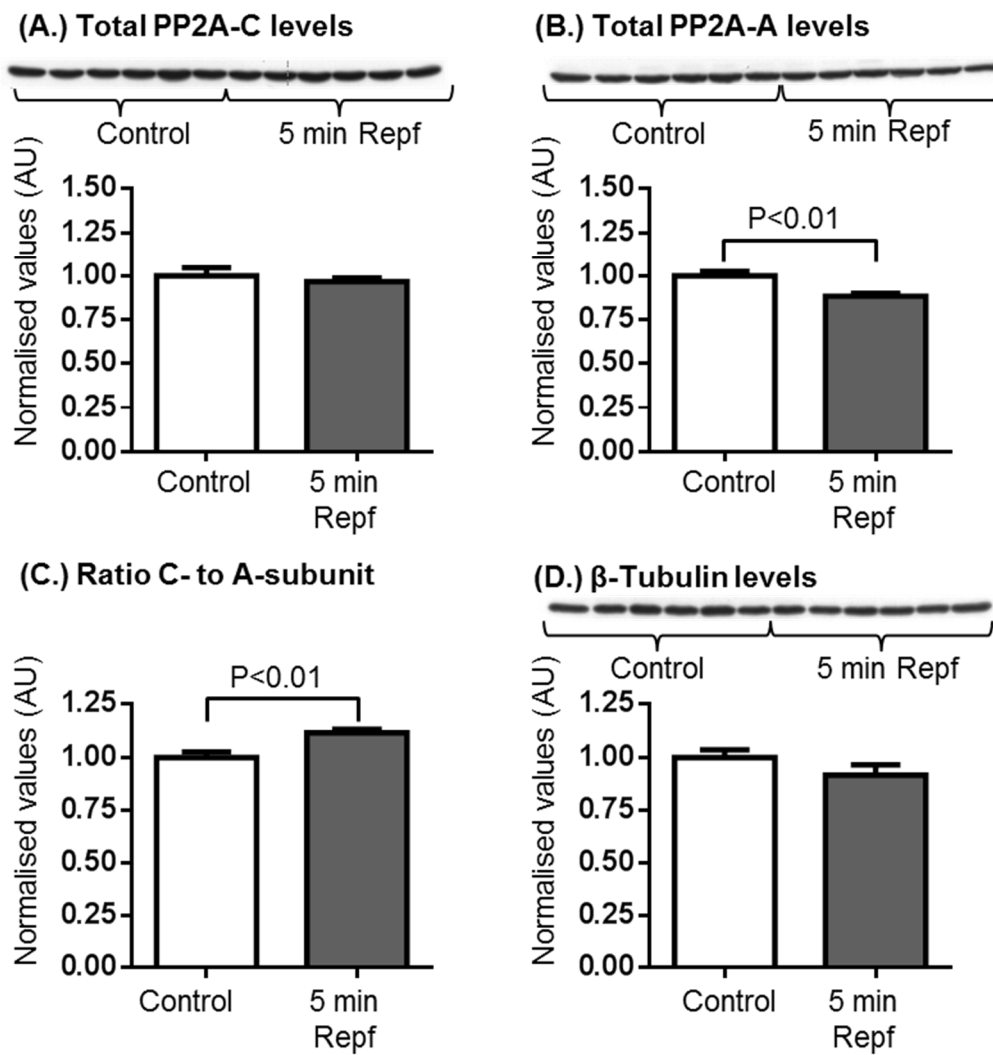 (A.) Total PP2A-C levels
Control
5 min Repf
Normalised values (AU)
1.50
1.25
1.00
0.75
0.50
0.25
0.00
Control
5 min
Repf
(B.) Total PP2A-A levels
Control
5 min Repf
Normalised values (AU)
1.50
1.25
1.00
0.75
0.50
0.25
0.00
P<0.01
Control
5 min
Repf
(C.) Ratio C- to A-subunit
Normalised values (AU)
1.25
1.00
0.75
0.50
0.25
0.00
P<0.01
Control
5 min
Repf
(D.) β-Tubulin levels
Control
5 min Repf
Normalised values (AU)
1.25
1.00
0.75
0.50
0.25
0.00
Control
5 min
Repf